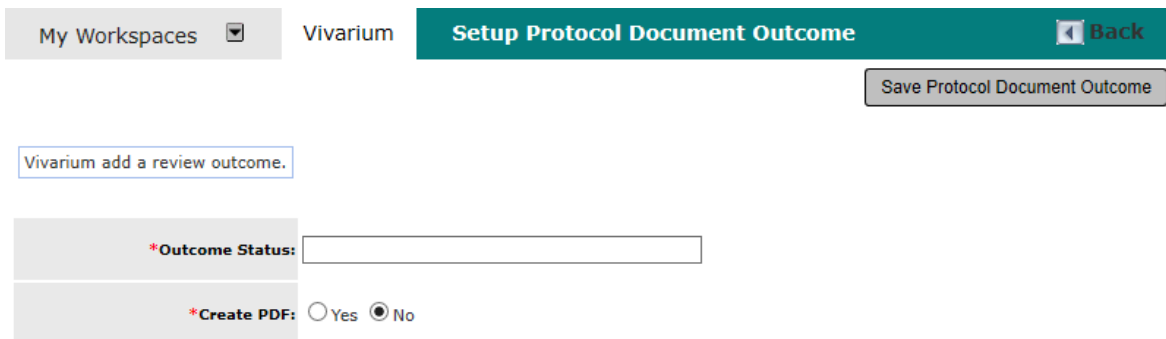 My Workspaces Vivarium Setup Protocol Document Outcome Back
Save Protocol Document Outcome
Vivarium add a review outcome.
*Outcome Status:
*Create PDF: Yes No